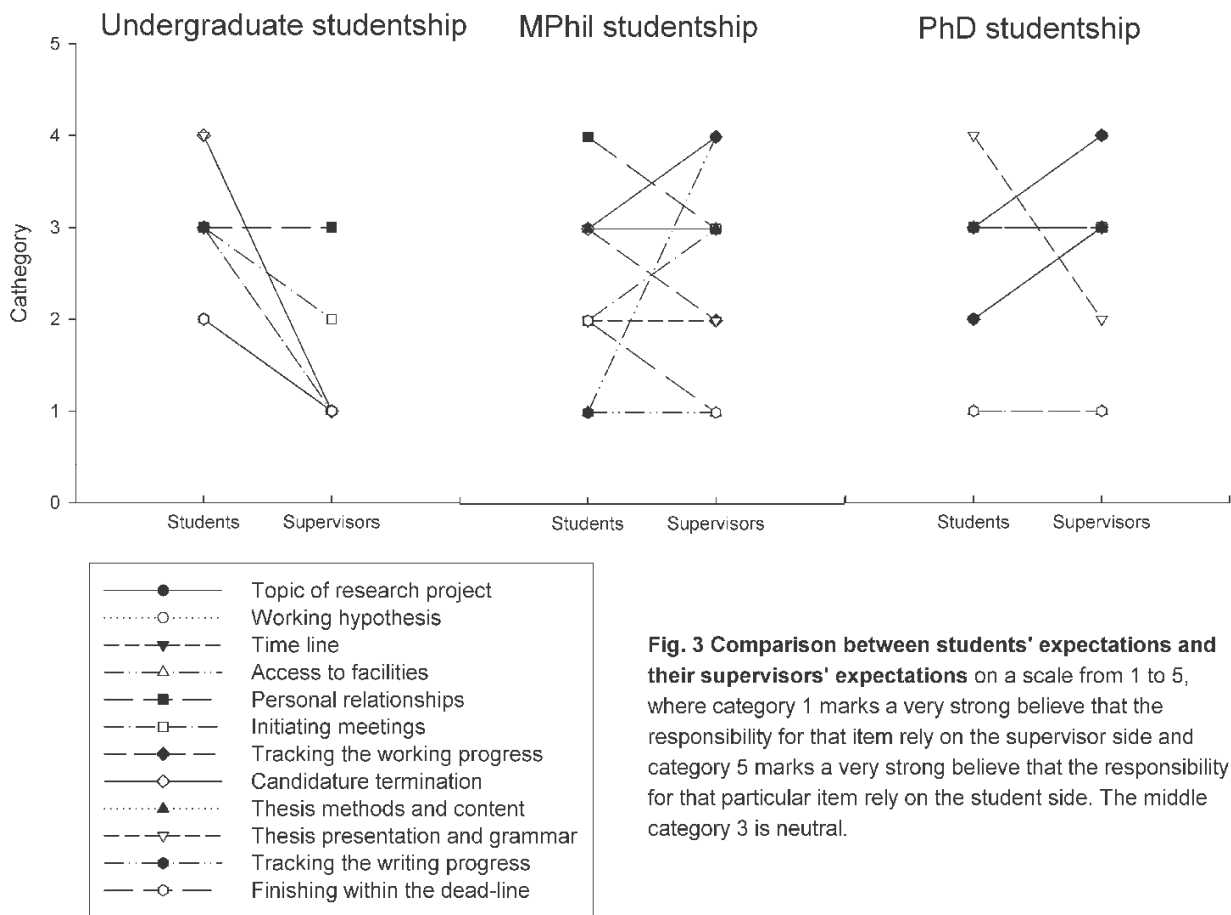 Undergraduate studentship MPhil studentship PhD studentship
5
4
3
2
1
0
Cathegory
Students Supervisors Students Supervisors Students Supervisors
Topic of research project
Working hypothesis
Time line
Access to facilities
Personal relationships
Initiating meetings
Tracking the working progress
Candidature termination
Thesis methods and content
Thesis presentation and grammar
Tracking the writing progress
Finishing within the dead-line
Fig. 3 Comparison between students' expectations and
their supervisors' expectations on a scale from 1 to 5,
where category 1 marks a very strong believe that the
responsibility for that item rely on the supervisor side and
category 5 marks a very strong believe that the responsibility
for that particular item rely on the student side. The middle
category 3 is neutral.